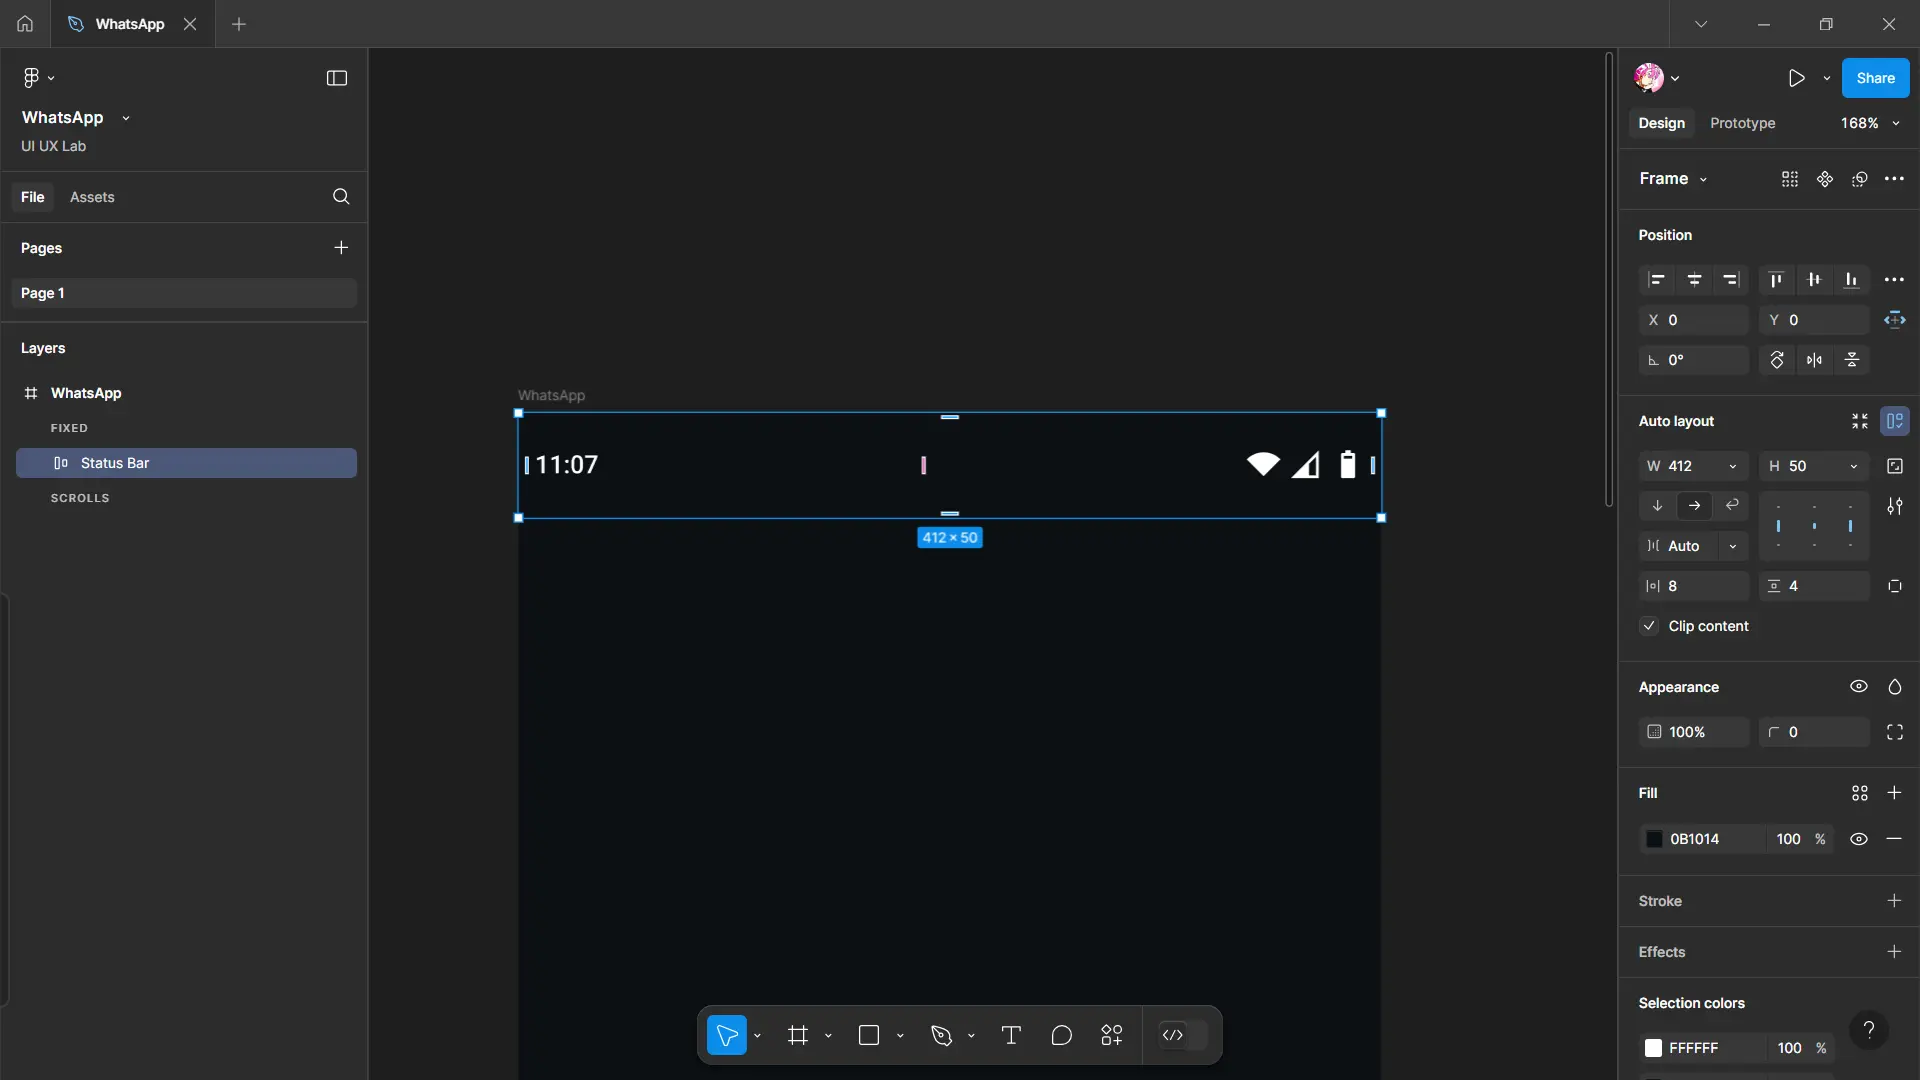 WhatsApp
WhatsApp
UI UX Lab
File Assets
Pages
Page 1
Layers
WhatsApp
FIXED
Status Bar
SCROLLS
WhatsApp
11:07
412 × 50
Share
Design Prototype 168%
Frame
Position
X 0 Y 0
0°
Auto layout
W 412 H 50
Auto
8 4
Clip content
Appearance
100% 0
Fill
0B1014 100 %
Stroke
Effects
Selection colors
FFFFFF 100 %
?